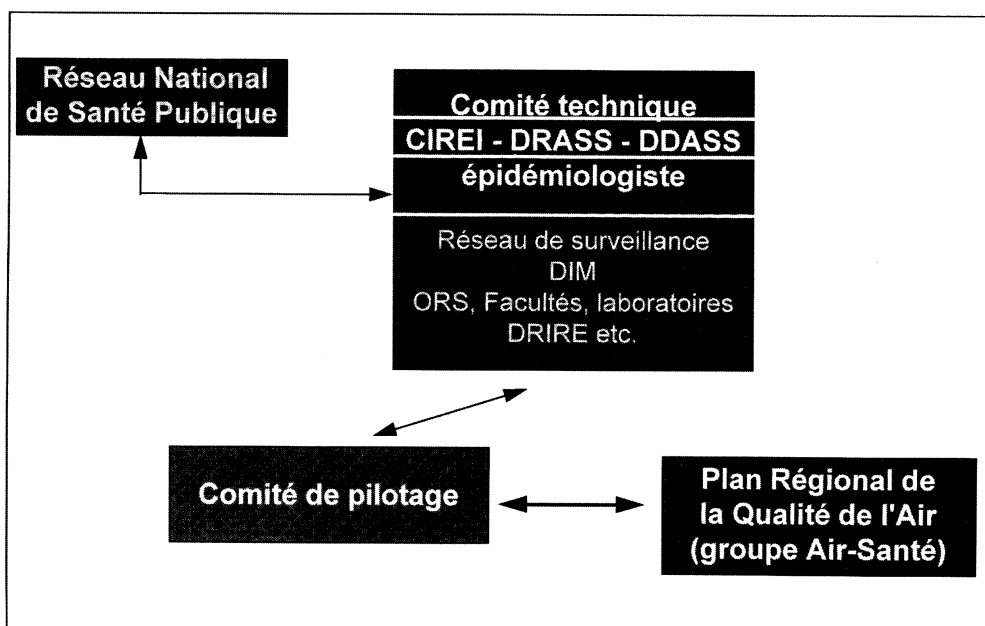 Réseau National
de Santé Publique
Comité technique
CIREI - DRASS - DDASS
épidémiologiste
Réseau de surveillance
DIM
ORS, Facultés, laboratoires
DRIRE etc.
Comité de pilotage
Plan Régional de
la Qualité de l'Air
(groupe Air-Santé)